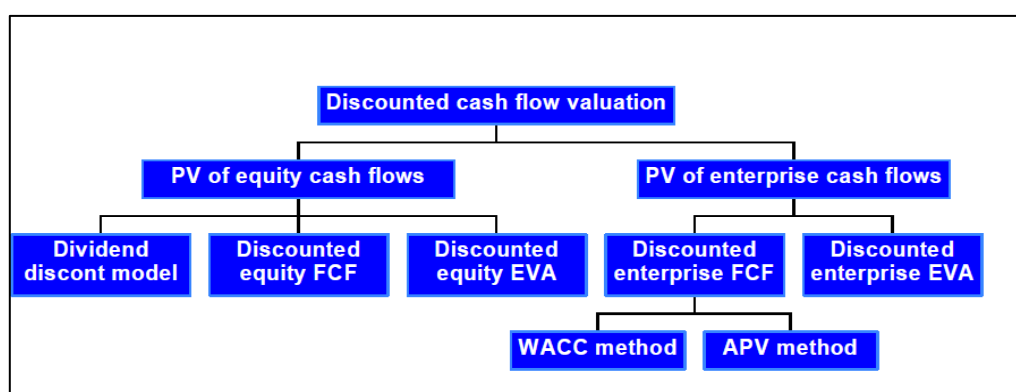 Discounted cash flow valuation
PV of equity cash flows
PV of enterprise cash flows
Dividend
discont model
Discounted
equity FCF
Discounted
equity EVA
Discounted
enterprise FCF
Discounted
enterprise EVA
WACC method
APV method